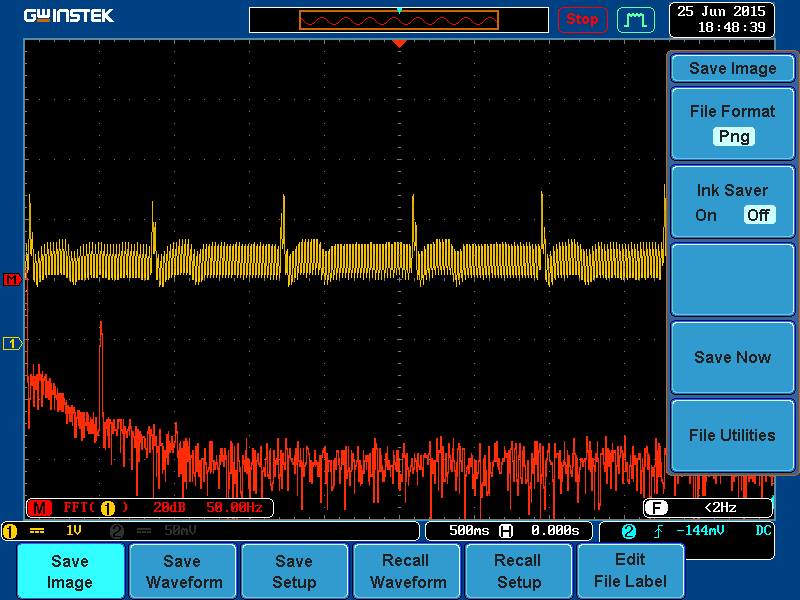 GWINSTEK
Stop
25 Jun 2015
18:48:39
Save Image
File Format
Png
Ink Saver
On Off
M
1
Save Now
File Utilities
M FFT( 1 ) 20dB 50.00Hz
F <2Hz
1 1V 2 50mV
500ms H 0.000s
2 -144mV DC
Save Image
Save Waveform
Save Setup
Recall Waveform
Recall Setup
Edit File Label